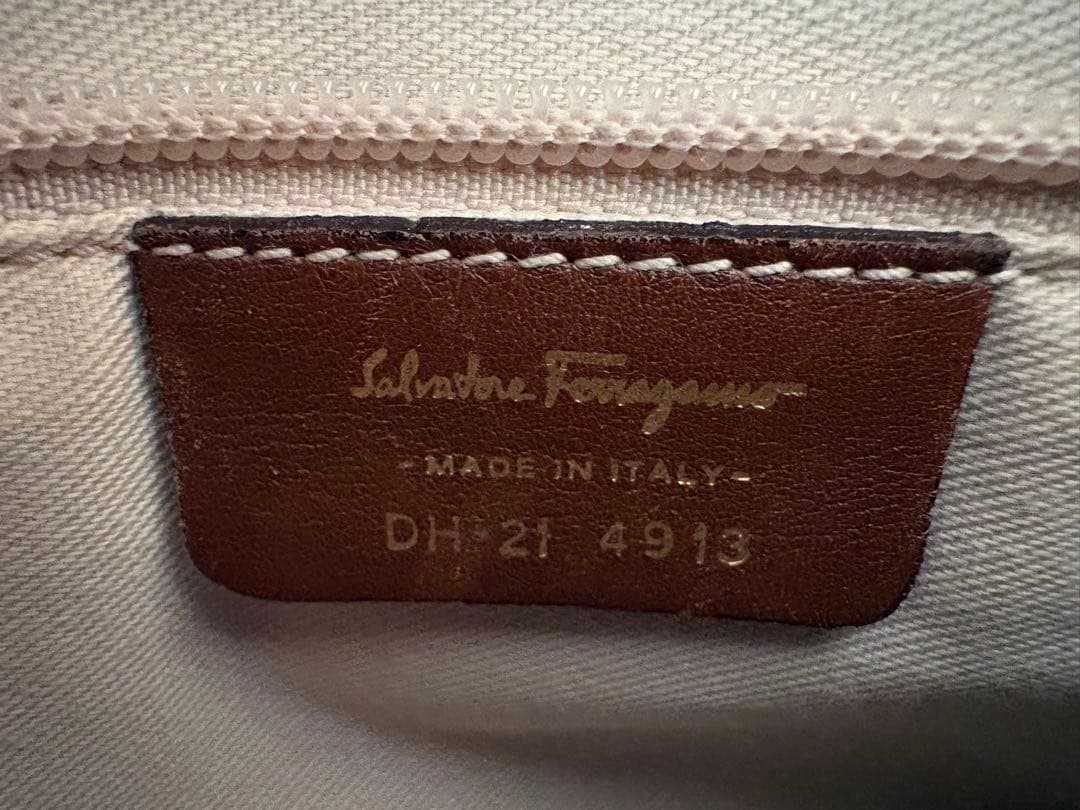 Salvatore Ferragamo
-MADE IN ITALY-
DH-21 4913